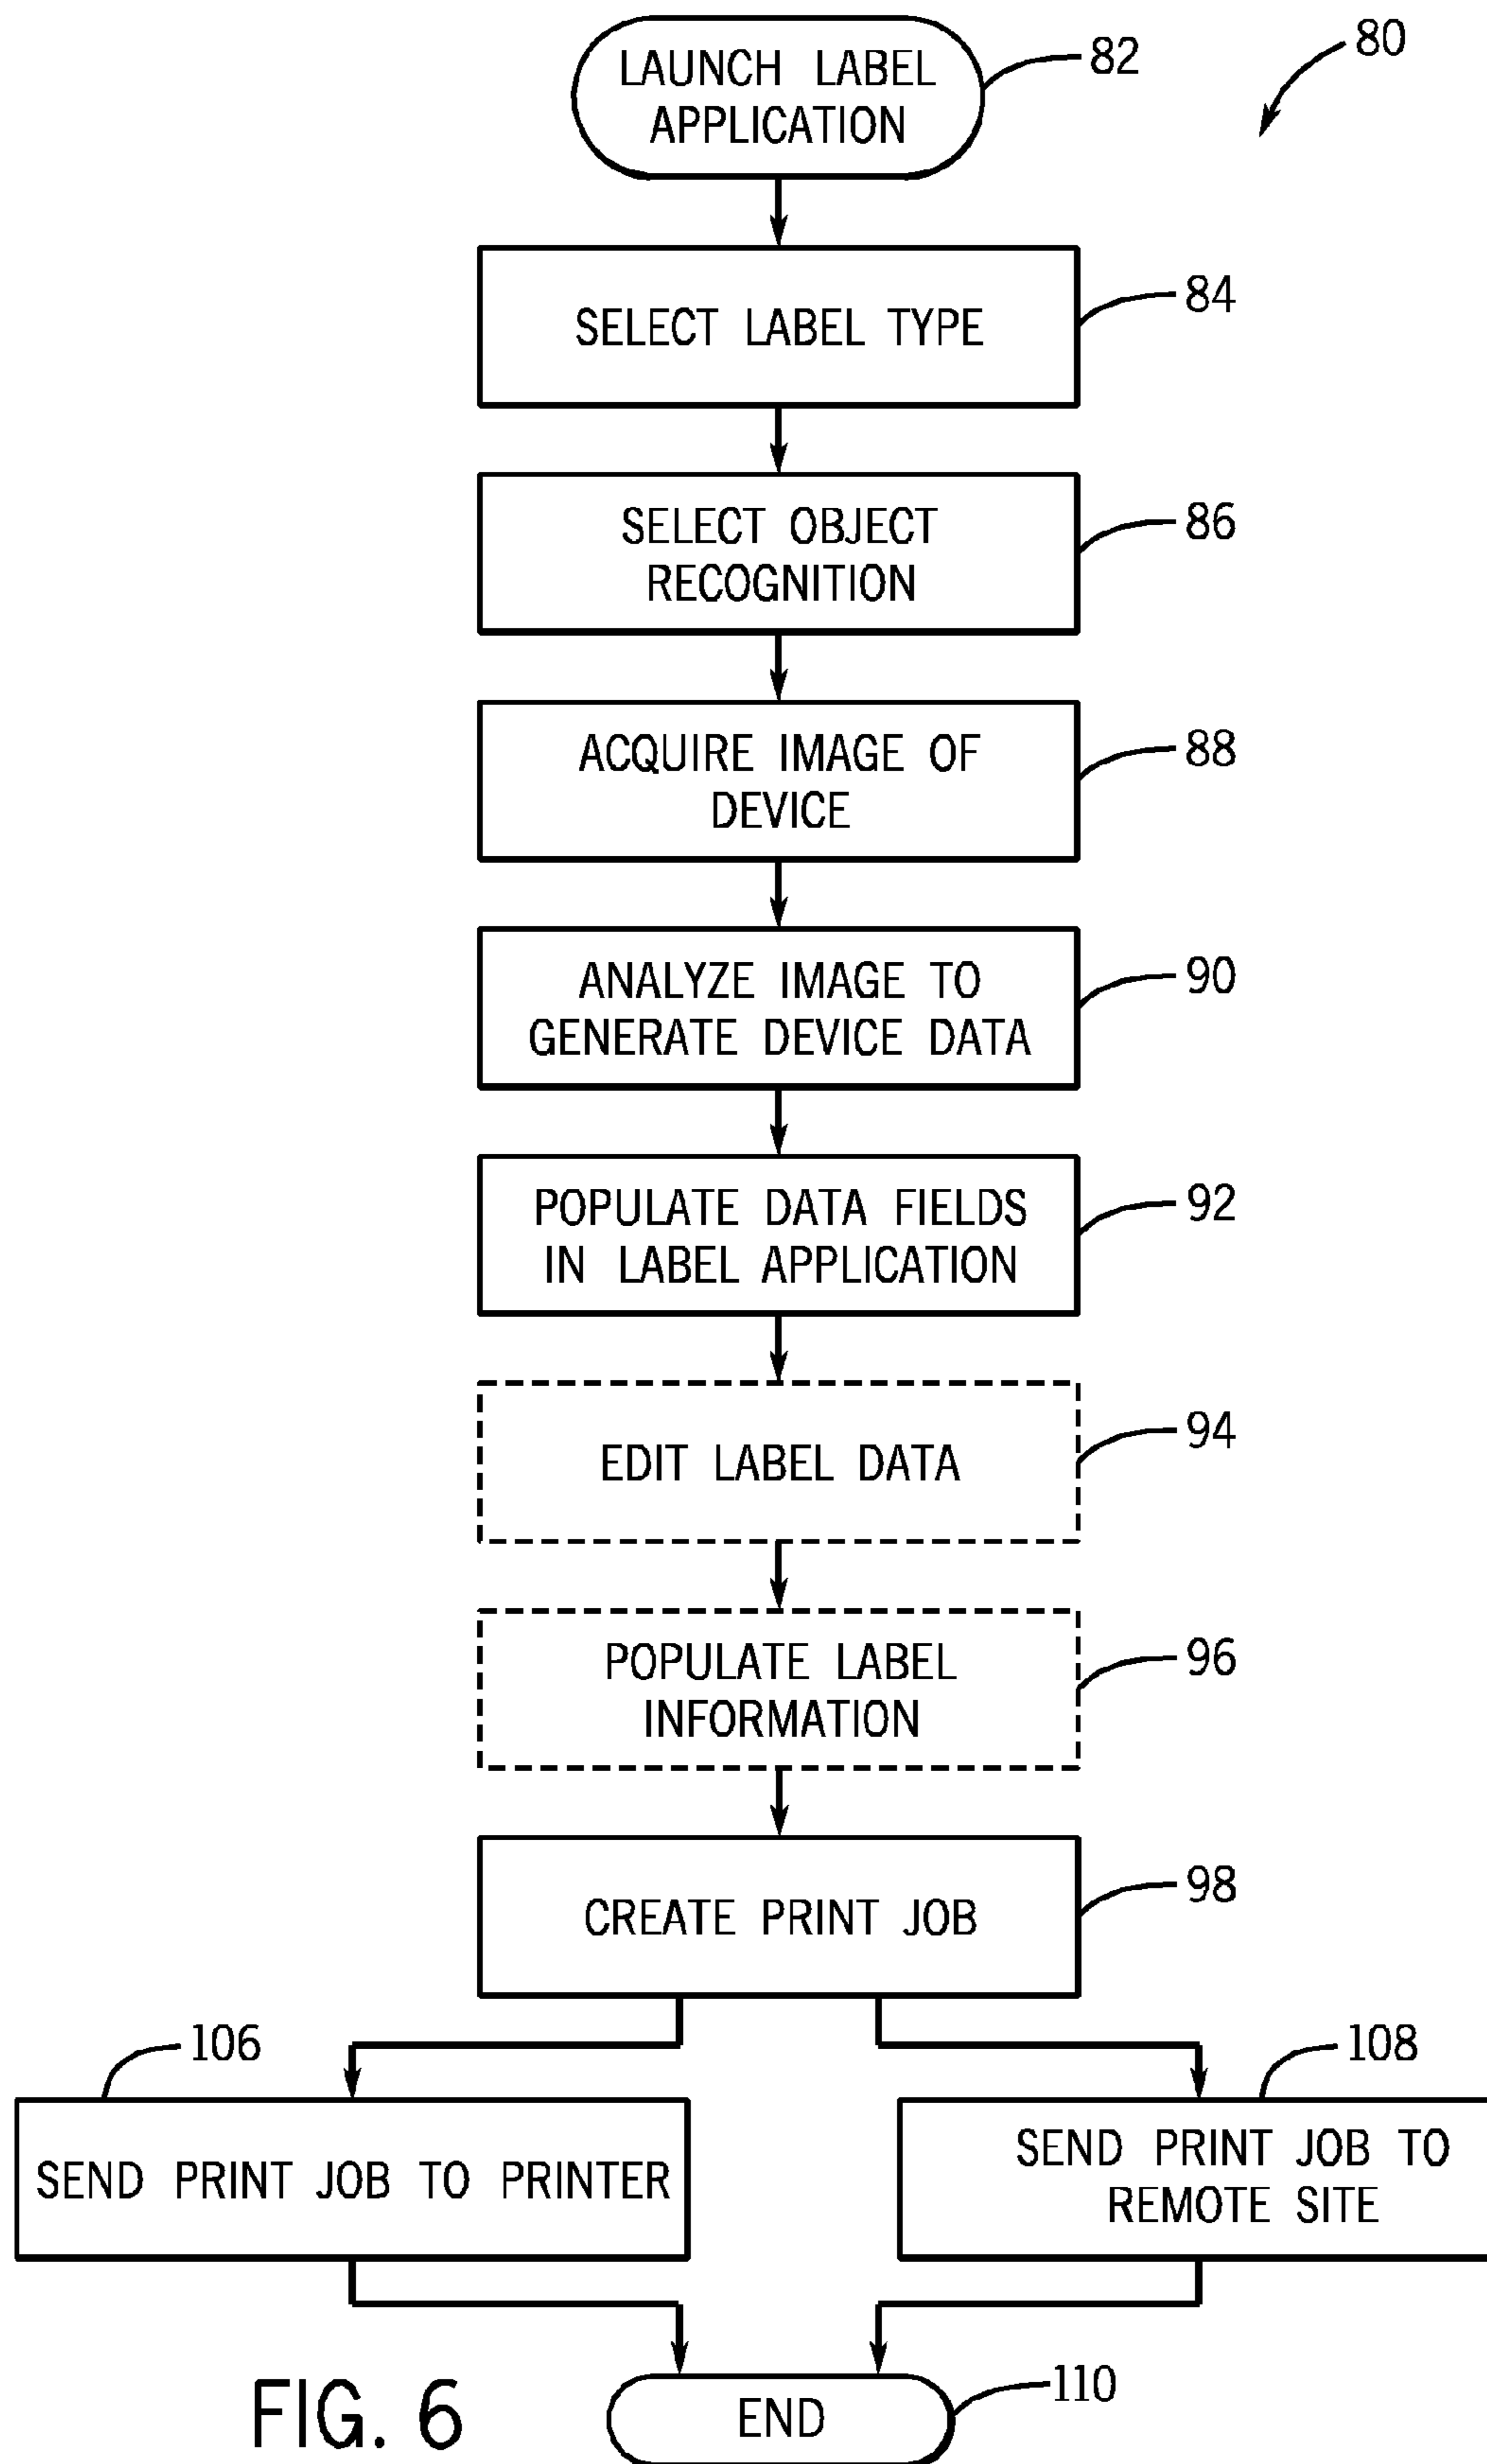 80
LAUNCH LABEL
APPLICATION
82
SELECT LABEL TYPE
84
SELECT OBJECT
RECOGNITION
86
ACQUIRE IMAGE OF
DEVICE
88
ANALYZE IMAGE TO
GENERATE DEVICE DATA
90
POPULATE DATA FIELDS
IN LABEL APPLICATION
92
EDIT LABEL DATA
94
POPULATE LABEL
INFORMATION
96
CREATE PRINT JOB
98
106
SEND PRINT JOB TO PRINTER
108
SEND PRINT JOB TO
REMOTE SITE
END
110
FIG. 6